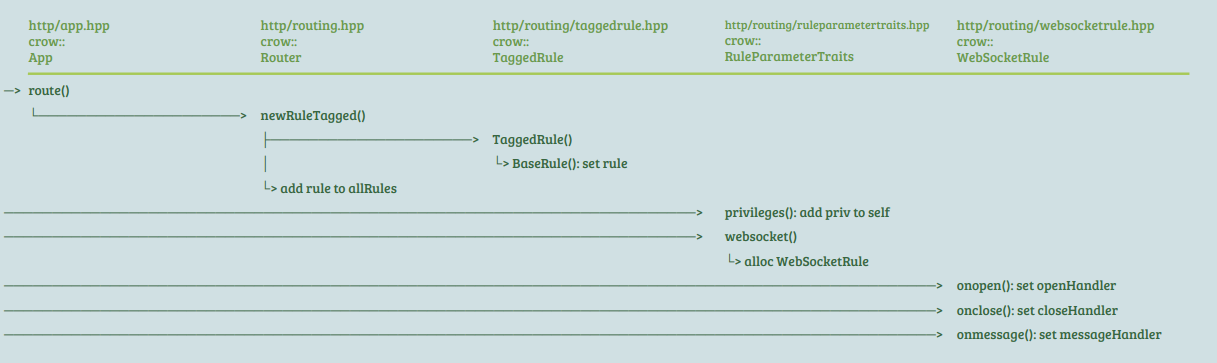 http/app.hpp http/routing.hpp http/routing/taggedrule.hpp http/routing/ruleparametertraits.hpp http/routing/websocketrule.hpp
crow:: crow:: crow:: crow:: crow::
App Router TaggedRule RuleParameterTraits WebSocketRule
─> route()
└──────────────────────> newRuleTagged()
├──────────────────────> TaggedRule()
│ └> BaseRule(): set rule
└> add rule to allRules
──────────────────────> privileges(): add priv to self
──────────────────────> websocket()
└> alloc WebSocketRule
──────────────────────> onopen(): set openHandler
──────────────────────> onclose(): set closeHandler
──────────────────────> onmessage(): set messageHandler